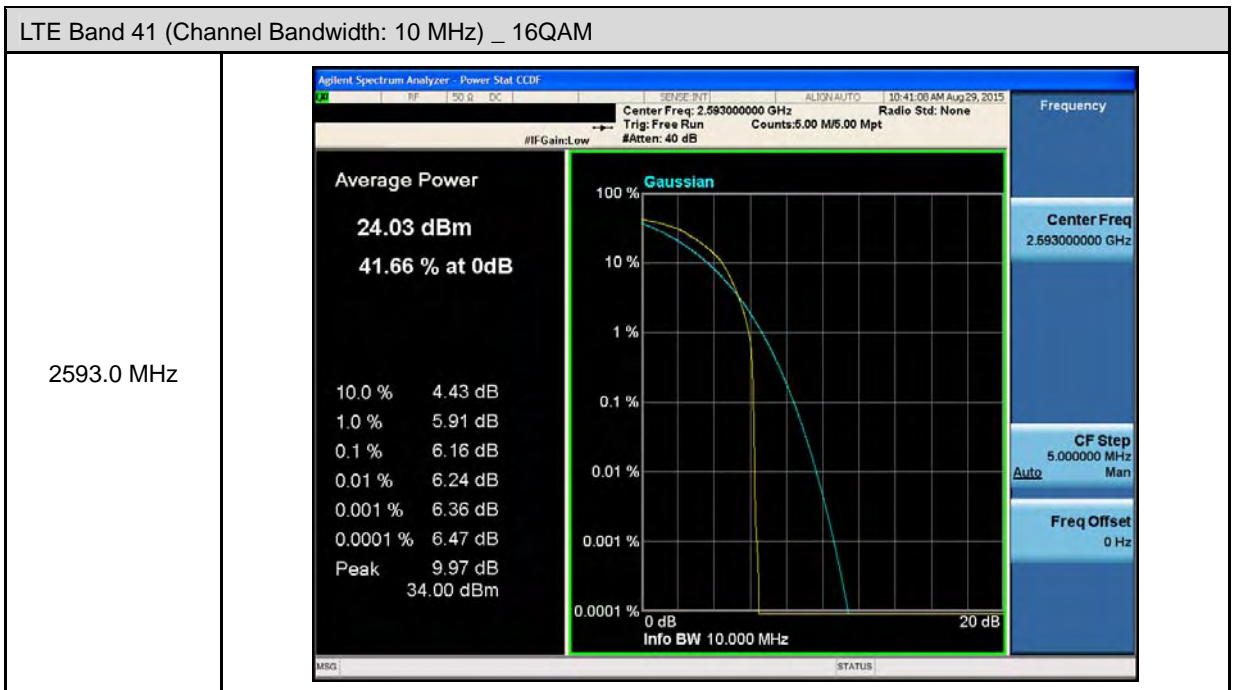 LTE Band 41 (Channel Bandwidth: 10 MHz) _ 16QAM
2593.0 MHz
Agilent Spectrum Analyzer - Power Stat CCDF
RF 50 Ω DC SENSE:INT ALIGN AUTO 10:41:08 AM Aug 29, 2015
Center Freq: 2.593000000 GHz Radio Std: None
Trig: Free Run Counts:5.00 M/5.00 Mpt
#IFGain:Low #Atten: 40 dB
Average Power
24.03 dBm
41.66 % at 0dB
10.0 % 4.43 dB
1.0 % 5.91 dB
0.1 % 6.16 dB
0.01 % 6.24 dB
0.001 % 6.36 dB
0.0001 % 6.47 dB
Peak 9.97 dB
34.00 dBm
Gaussian
100 %
10 %
1 %
0.1 %
0.01 %
0.001 %
0.0001 %
0 dB 20 dB
Info BW 10.000 MHz
Frequency
Center Freq
2.593000000 GHz
CF Step
5.000000 MHz
Auto Man
Freq Offset
0 Hz
MSG STATUS